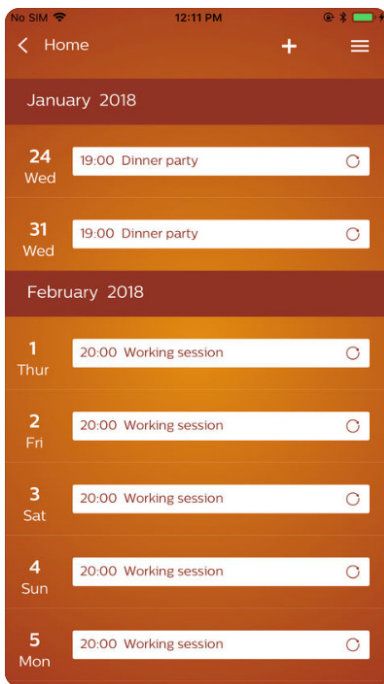 No SIM 12:11 PM
Home +
January 2018
24 19:00 Dinner party
Wed
31 19:00 Dinner party
Wed
February 2018
1 20:00 Working session
Thur
2 20:00 Working session
Fri
3 20:00 Working session
Sat
4 20:00 Working session
Sun
5 20:00 Working session
Mon